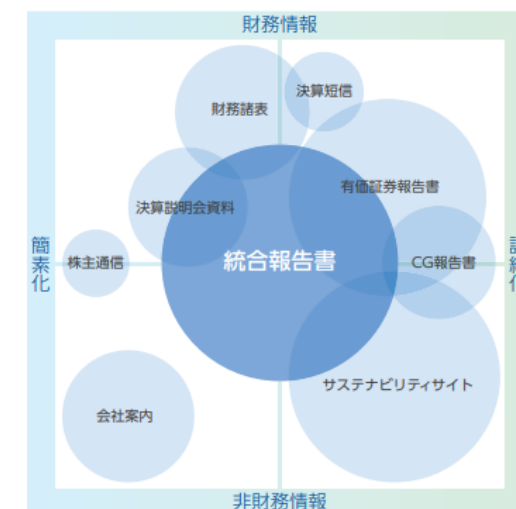 財務情報
決算短信
財務諸表
有価証券報告書
決算説明会資料
簡素化
株主通信
統合報告書
CG報告書
サステナビリティサイト
会社案内
非財務情報